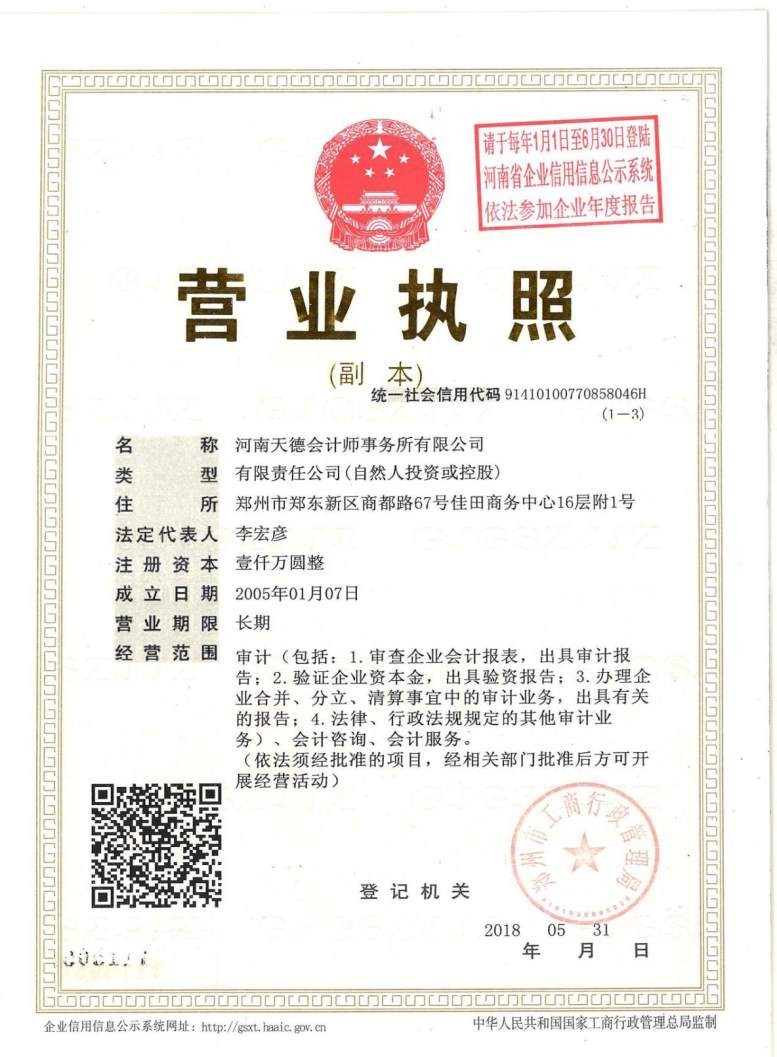 请于每年1月1日至6月30日登陆
河南省企业信用信息公示系统
依法参加企业年度报告
营业执照
(副 本)
统一社会信用代码 91410100770858046H
(1-3)
名称 河南天德会计师事务所有限公司
类型 有限责任公司(自然人投资或控股)
住所 郑州市郑东新区商都路67号佳田商务中心16层附1号
法定代表人 李宏彦
注册资本 壹仟万圆整
成立日期 2005年01月07日
营业期限 长期
经营范围 审计（包括：1.审查企业会计报表，出具审计报
告；2.验证企业资本金，出具验资报告；3.办理企
业合并、分立、清算事宜中的审计业务，出具有关
的报告；4.法律、行政法规规定的其他审计业
务）、会计咨询、会计服务。
（依法须经批准的项目，经相关部门批准后方可开
展经营活动）
郑州市工商行政管理局
登记机关
2018 05 31
年 月 日
企业信用信息公示系统网址：http://gsxt.haaic.gov.cn
中华人民共和国国家工商行政管理总局监制